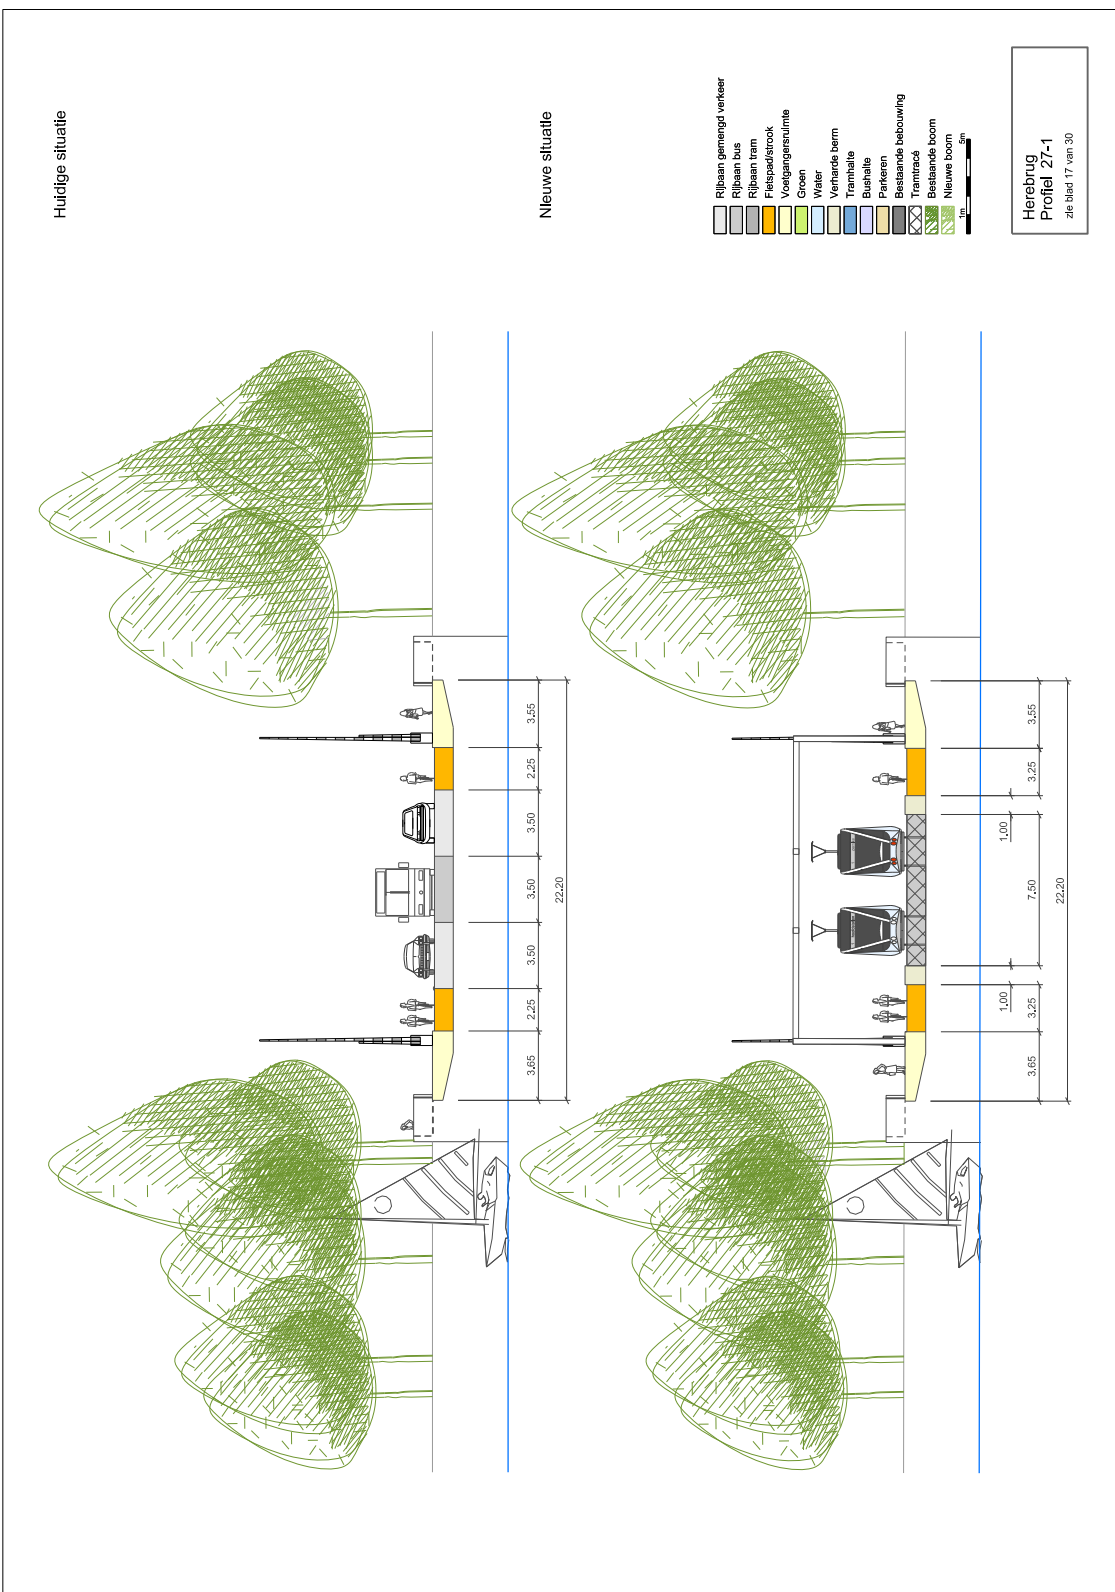 Huidige situatie
3.65
2.25
3.50
3.50
3.50
2.25
3.55
22.20
Nieuwe situatie
3.65
3.25
1.00
7.50
1.00
3.25
3.55
22.20
Rijbaan gemengd verkeer
Rijbaan bus
Rijbaan tram
Fietspad/strook
Voetgangersruimte
Groen
Water
Verharde berm
Tramhalte
Bushalte
Parkeren
Bestaande bebouwing
Tramtracé
Bestaande boom
Nieuwe boom
1m 5m
Herebrug
Profiel 27-1
zie blad 17 van 30